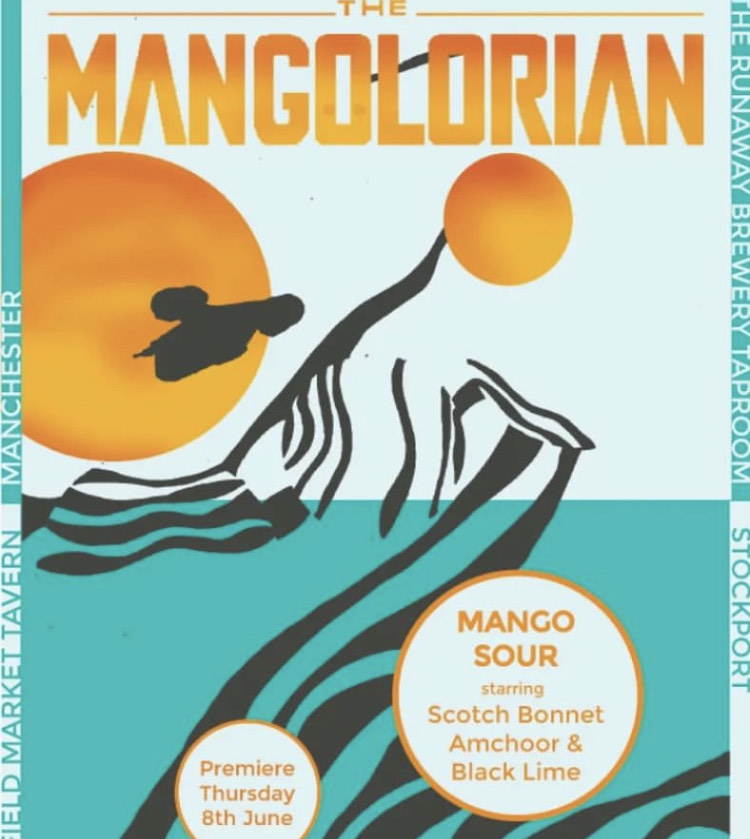 THE
MANGOLORIAN
MANCHESTER
MARKET TAVERN
THE RUNAWAY BREWERY TAPROOM
STOCKPORT
MANGO
SOUR
starring
Scotch Bonnet
Amchoor &
Black Lime
Premiere
Thursday
8th June